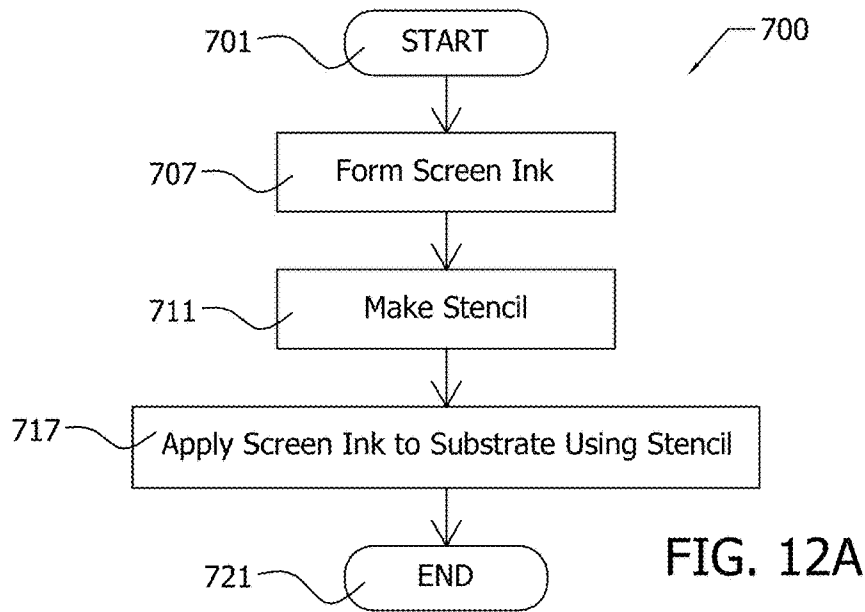 701
START
700
707
Form Screen Ink
711
Make Stencil
717
Apply Screen Ink to Substrate Using Stencil
721
END
FIG. 12A